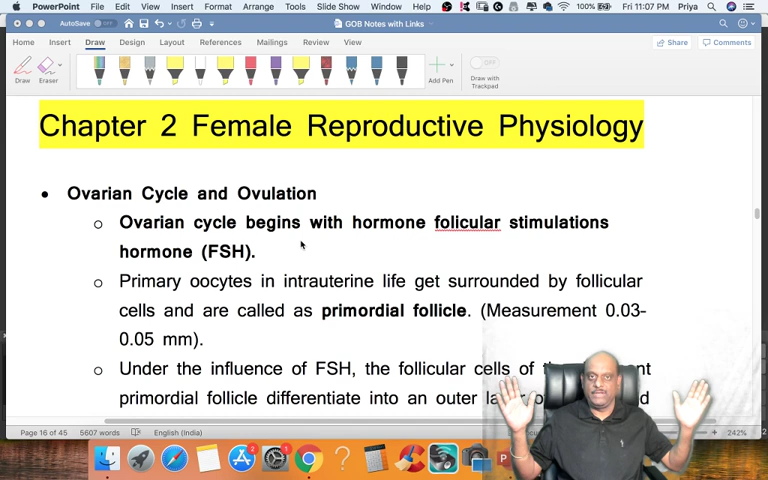 PowerPoint File Edit View Insert Format Arrange Tools Slide Show Window Help 100% Fri 11:07 PM Priya
AutoSave OFF GOB Notes with Links
Home Insert Draw Design Layout References Mailings Review View Share Comments
Draw Eraser Add Pen Draw with
Trackpad
OFF
Chapter 2 Female Reproductive Physiology
• Ovarian Cycle and Ovulation
o Ovarian cycle begins with hormone folicular stimulations
hormone (FSH).
o Primary oocytes in intrauterine life get surrounded by follicular
cells and are called as primordial follicle. (Measurement 0.03-
0.05 mm).
o Under the influence of FSH, the follicular cells of
primordial follicle differentiate into an outer
Page 16 of 45 5607 words English (India) 242%